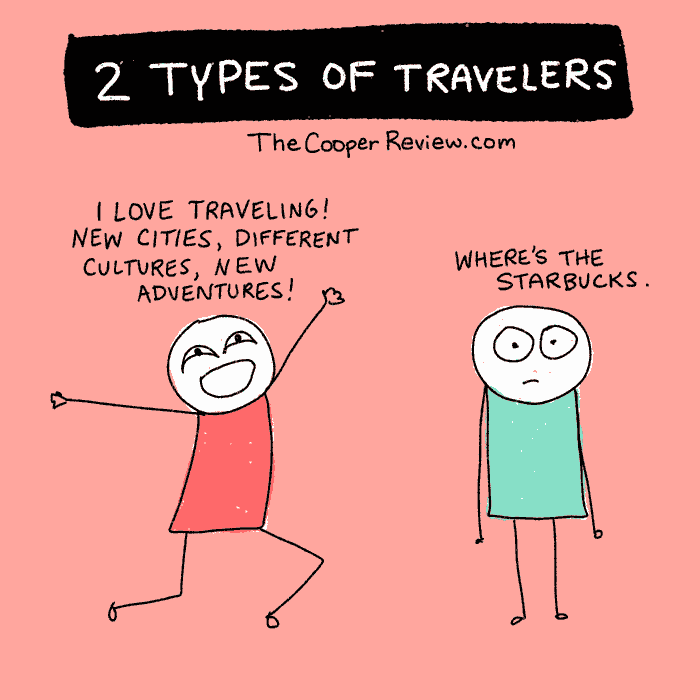 2 TYPES OF TRAVELERS
TheCooperReview.com
I LOVE TRAVELING!
NEW CITIES, DIFFERENT
CULTURES, NEW
ADVENTURES!
WHERE'S THE
STARBUCKS.